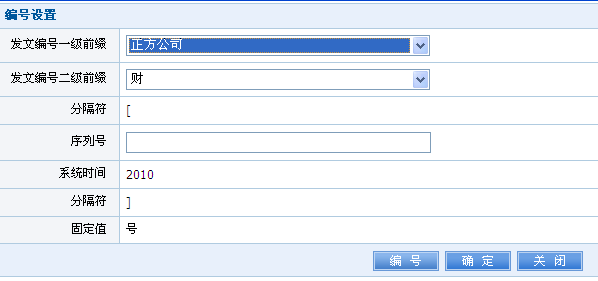 编号设置
发文编号一级前缀 正方公司
发文编号二级前缀 财
分隔符 [
序列号
系统时间 2010
分隔符 ]
固定值 号
编 号 确 定 关 闭